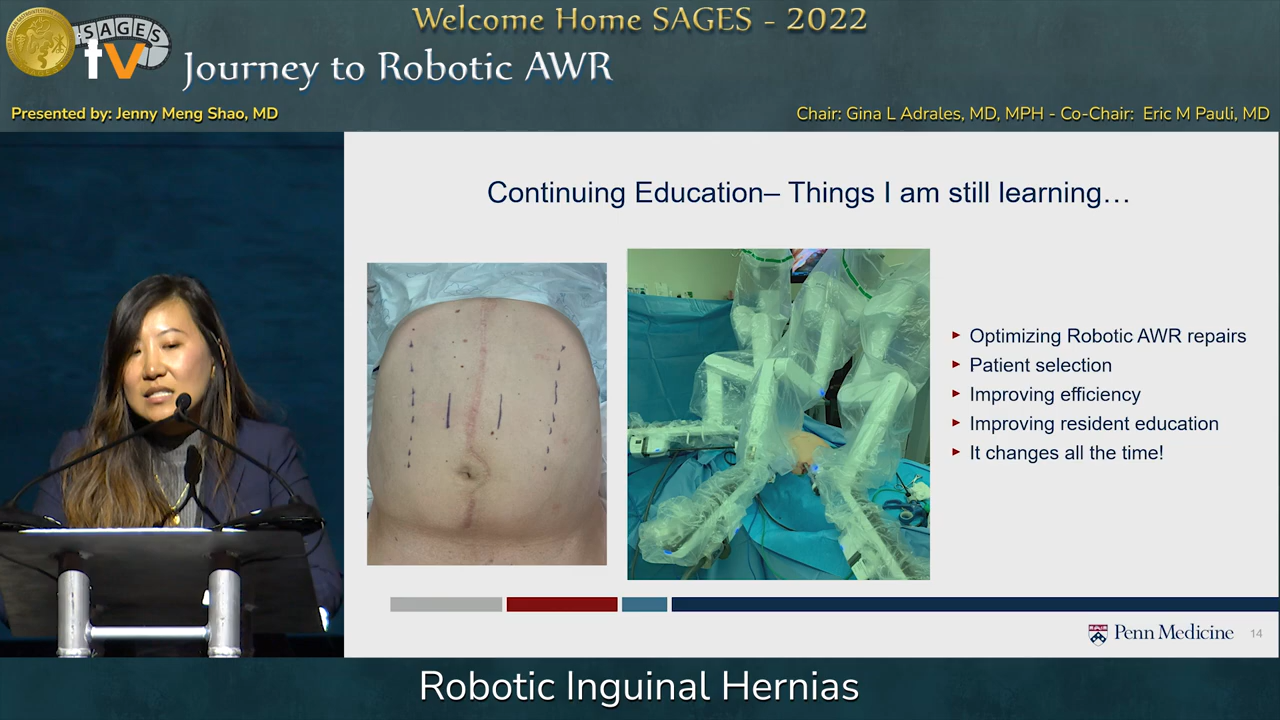 Welcome Home SAGES - 2022
SAGES
tv
Journey to Robotic AWR
Presented by: Jenny Meng Shao, MD
Chair: Gina L Adrales, MD, MPH - Co-Chair: Eric M Pauli, MD
Continuing Education– Things I am still learning…
Optimizing Robotic AWR repairs
Patient selection
Improving efficiency
Improving resident education
It changes all the time!
Penn Medicine
14
Robotic Inguinal Hernias